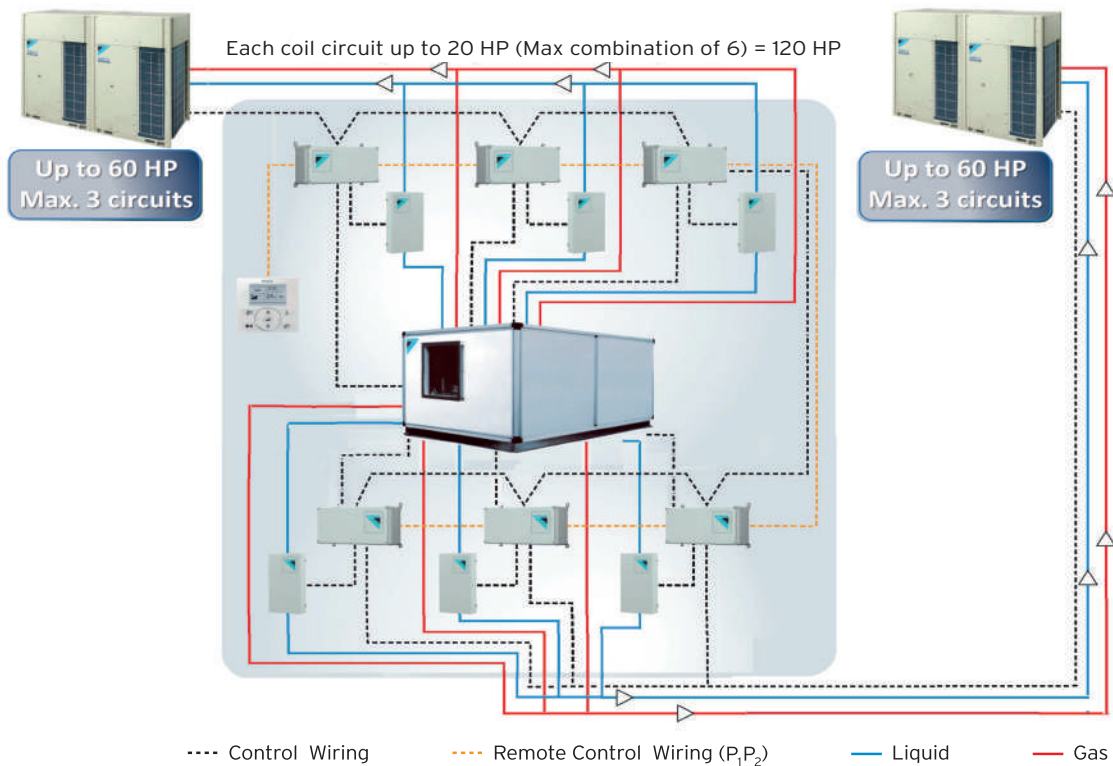 Each coil circuit up to 20 HP (Max combination of 6) = 120 HP
Up to 60 HP
Max. 3 circuits
Up to 60 HP
Max. 3 circuits
Control Wiring
Remote Control Wiring (P₁P₂)
Liquid
Gas